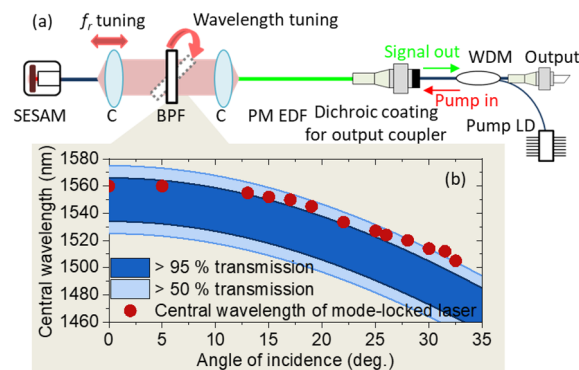 (a)
fr tuning
Wavelength tuning
Signal out
WDM
Output
Pump in
SESAM
C
BPF
C
PM EDF
Dichroic coating
for output coupler
Pump LD
(b)
Central wavelength (nm)
1580
1560
1540
1520
1500
1480
1460
> 95 % transmission
> 50 % transmission
Central wavelength of mode-locked laser
0 5 10 15 20 25 30 35
Angle of incidence (deg.)